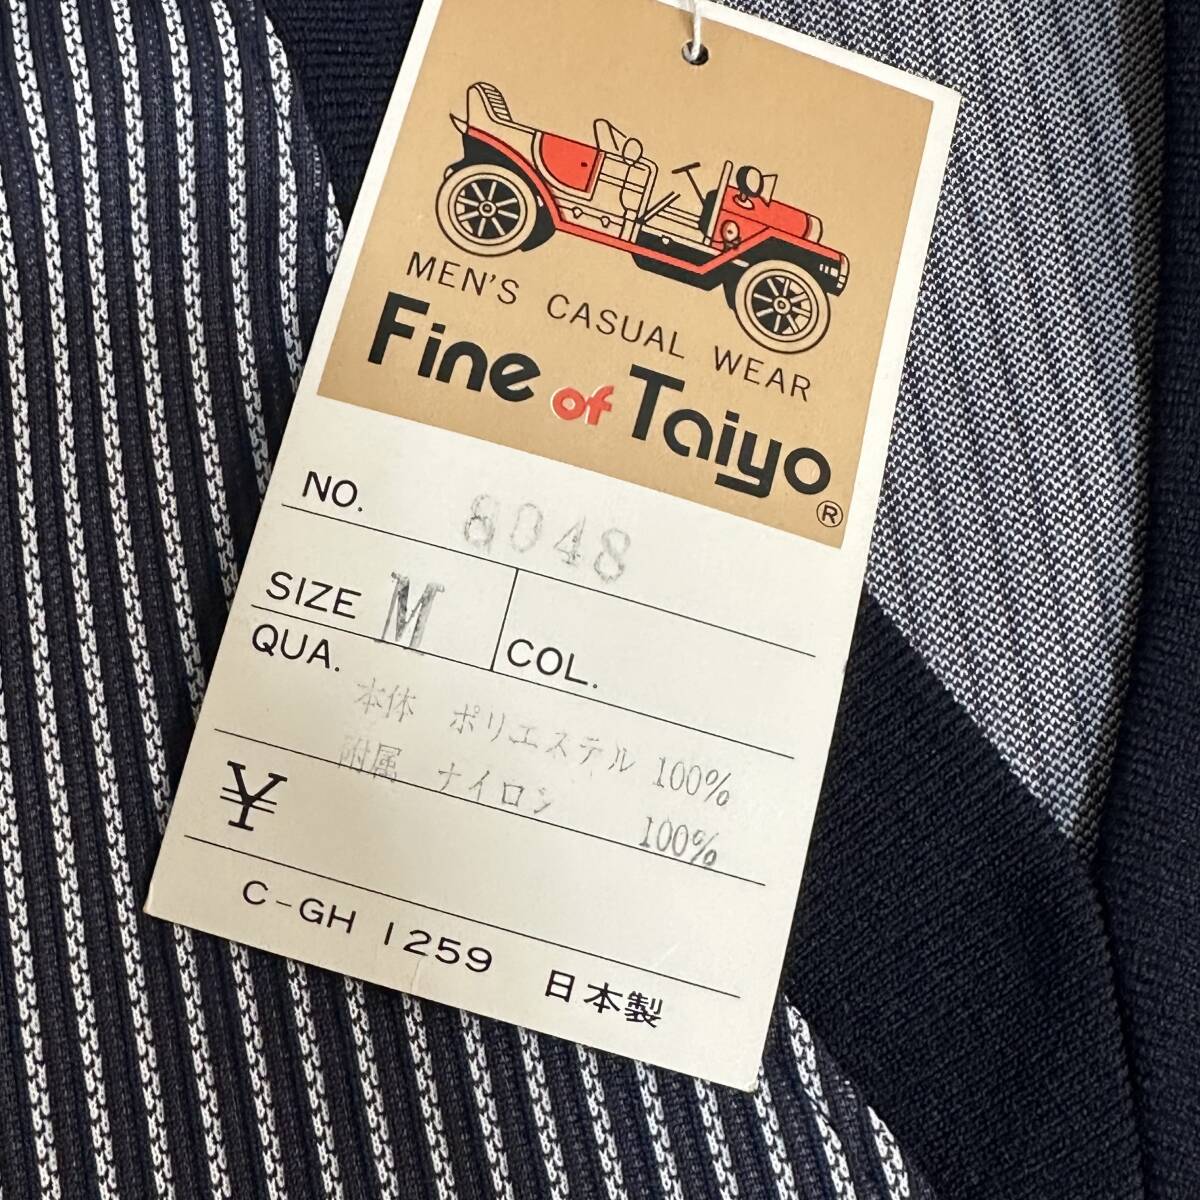 MEN'S CASUAL WEAR
Fine of Taiyo ®
NO. 8048
SIZE M
COL.
QUA.
本体 ポリエステル 100%
附属 ナイロン 100%
¥
C-GH 1259 日本製